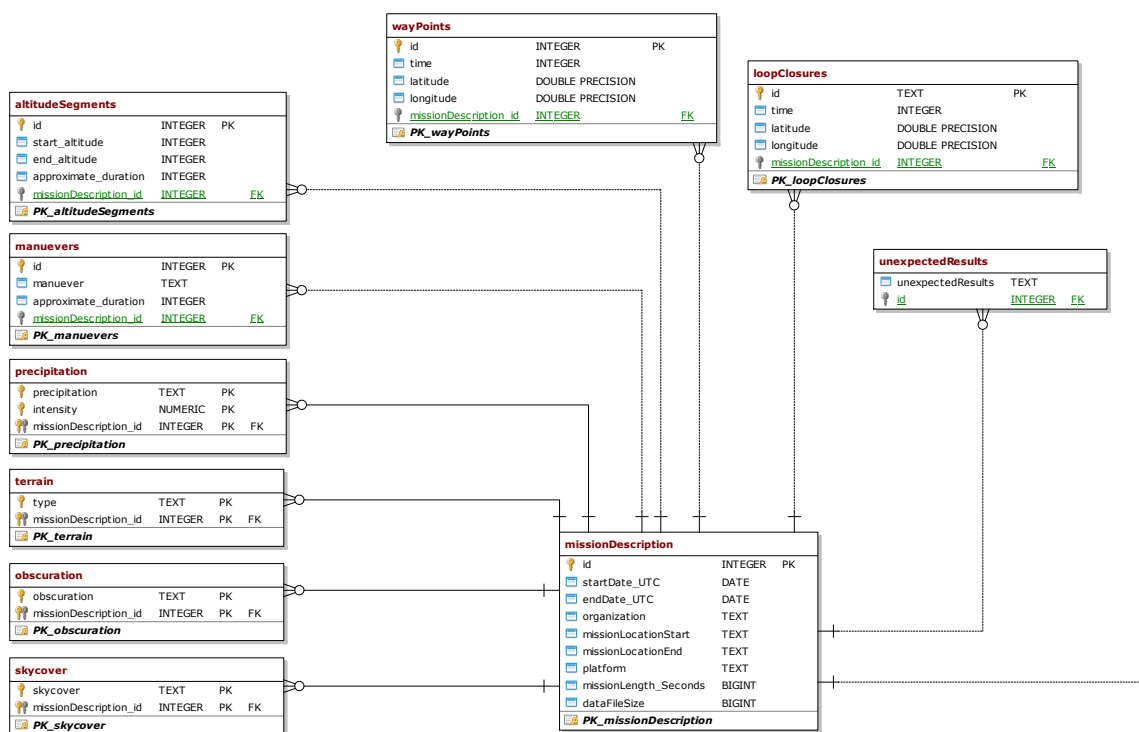 wayPoints
id INTEGER PK
time INTEGER
latitude DOUBLE PRECISION
longitude DOUBLE PRECISION
missionDescription_id INTEGER FK
PK_wayPoints
loopClosures
id TEXT PK
time INTEGER
latitude DOUBLE PRECISION
longitude DOUBLE PRECISION
missionDescription_id INTEGER FK
PK_loopClosures
altitudeSegments
id INTEGER PK
start_altitude INTEGER
end_altitude INTEGER
approximate_duration INTEGER
missionDescription_id INTEGER FK
PK_altitudeSegments
manuevers
id INTEGER PK
manuever TEXT
approximate_duration INTEGER
missionDescription_id INTEGER FK
PK_manuevers
unexpectedResults
unexpectedResults TEXT
id INTEGER FK
precipitation
precipitation TEXT PK
intensity NUMERIC PK
missionDescription_id INTEGER PK FK
PK_precipitation
terrain
type TEXT PK
missionDescription_id INTEGER PK FK
PK_terrain
obscuration
obscuration TEXT PK
missionDescription_id INTEGER PK FK
PK_obscuration
skycover
skycover TEXT PK
missionDescription_id INTEGER PK FK
PK_skycover
missionDescription
id INTEGER PK
startDate_UTC DATE
endDate_UTC DATE
organization TEXT
missionLocationStart TEXT
missionLocationEnd TEXT
platform TEXT
missionLength_Seconds BIGINT
dataFileSize BIGINT
PK_missionDescription